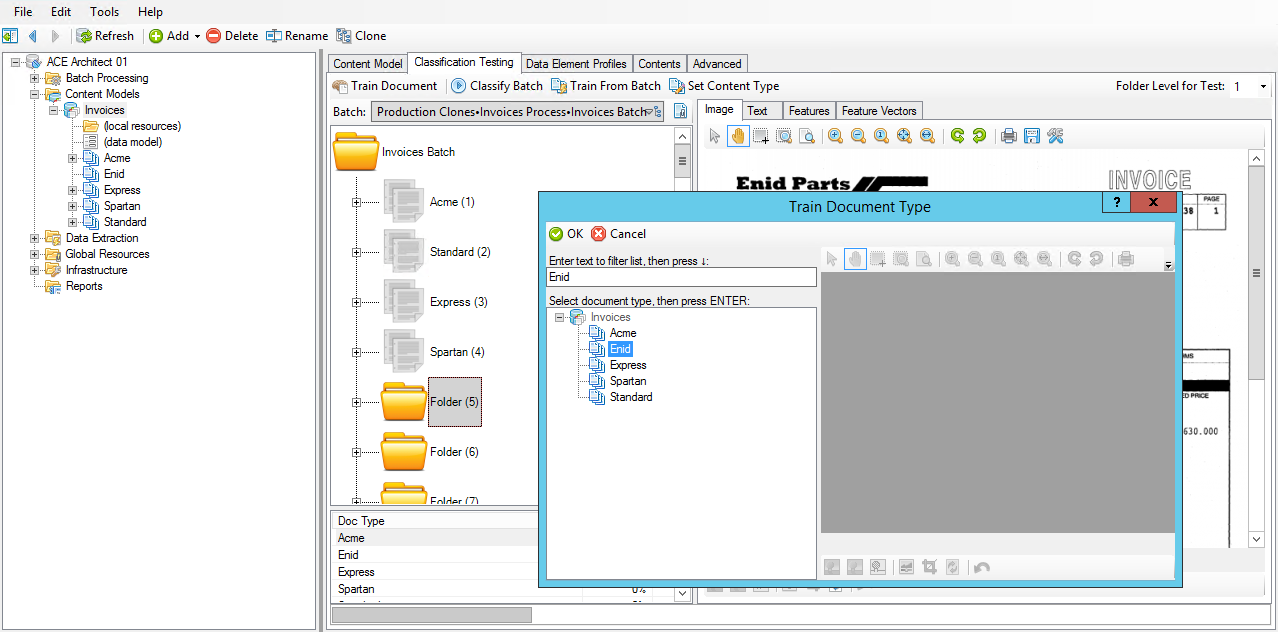 File Edit Tools Help
Refresh Add Delete Rename Clone
ACE Architect 01
Batch Processing
Content Models
Invoices
(local resources)
(data model)
Acme
Enid
Express
Spartan
Standard
Data Extraction
Global Resources
Infrastructure
Reports
Content Model Classification Testing Data Element Profiles Contents Advanced
Train Document Classify Batch Train From Batch Set Content Type Folder Level for Test: 1
Batch: Production Clones•Invoices Process•Invoices Batch
Invoices Batch
Acme (1)
Standard (2)
Express (3)
Spartan (4)
Folder (5)
Folder (6)
Folder (7)
Doc Type
Acme
Enid
Express
Spartan 0%
Image Text Features Feature Vectors
Enid Parts INVOICE
PAGE
38 1
ED PRICE
630.000
Train Document Type ? X
OK Cancel
Enter text to filter list, then press ↓:
Enid
Select document type, then press ENTER:
Invoices
Acme
Enid
Express
Spartan
Standard